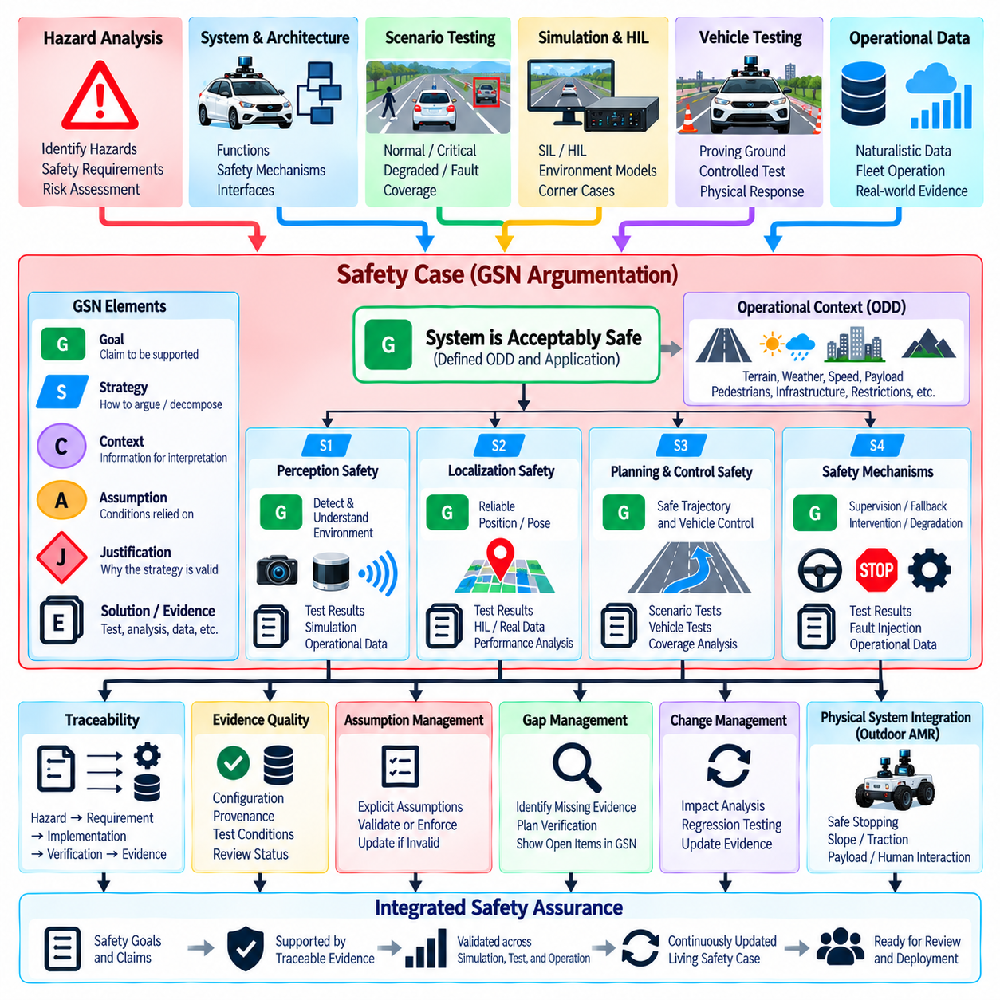 Hazard Analysis
Identify Hazards
Safety Requirements
Risk Assessment
System & Architecture
Functions
Safety Mechanisms
Interfaces
Scenario Testing
Normal / Critical
Degraded / Fault
Coverage
Simulation & HIL
SIL / HIL
Environment Models
Corner Cases
Vehicle Testing
Proving Ground
Controlled Test
Physical Response
Operational Data
Naturalistic Data
Fleet Operation
Real-world Evidence
Safety Case (GSN Argumentation)
GSN Elements
G
Goal
Claim to be supported
S
Strategy
How to argue / decompose
C
Context
Information for interpretation
A
Assumption
Conditions relied on
J
Justification
Why the strategy is valid
E
Solution / Evidence
Test, analysis, data, etc.
G
System is Acceptably Safe
(Defined ODD and Application)
Operational Context (ODD)
Terrain, Weather, Speed, Payload
Pedestrians, Infrastructure, Restrictions, etc.
S1
Perception Safety
G
Detect &
Understand
Environment
Test Results
Simulation
Operational Data
S2
Localization Safety
G
Reliable
Position / Pose
Test Results
HIL / Real Data
Performance Analysis
S3
Planning & Control Safety
G
Safe Trajectory
and Vehicle Control
Scenario Tests
Vehicle Tests
Coverage Analysis
S4
Safety Mechanisms
G
Supervision / Fallback
Intervention / Degradation
STOP
Test Results
Fault Injection
Operational Data
Traceability
Hazard → Requirement
→ Implementation
→ Verification → Evidence
Evidence Quality
Configuration
Provenance
Test Conditions
Review Status
Assumption Management
Explicit Assumptions
Validate or Enforce
Update if Invalid
Gap Management
Identify Missing Evidence
Plan Verification
Show Open Items in GSN
Change Management
Impact Analysis
Regression Testing
Update Evidence
Physical System Integration
(Outdoor AMR)
Safe Stopping
Slope / Traction
Payload / Human Interaction
Integrated Safety Assurance
Safety Goals
and Claims
Supported by
Traceable Evidence
Validated across
Simulation, Test, and Operation
Continuously Updated
Living Safety Case
Ready for Review
and Deployment